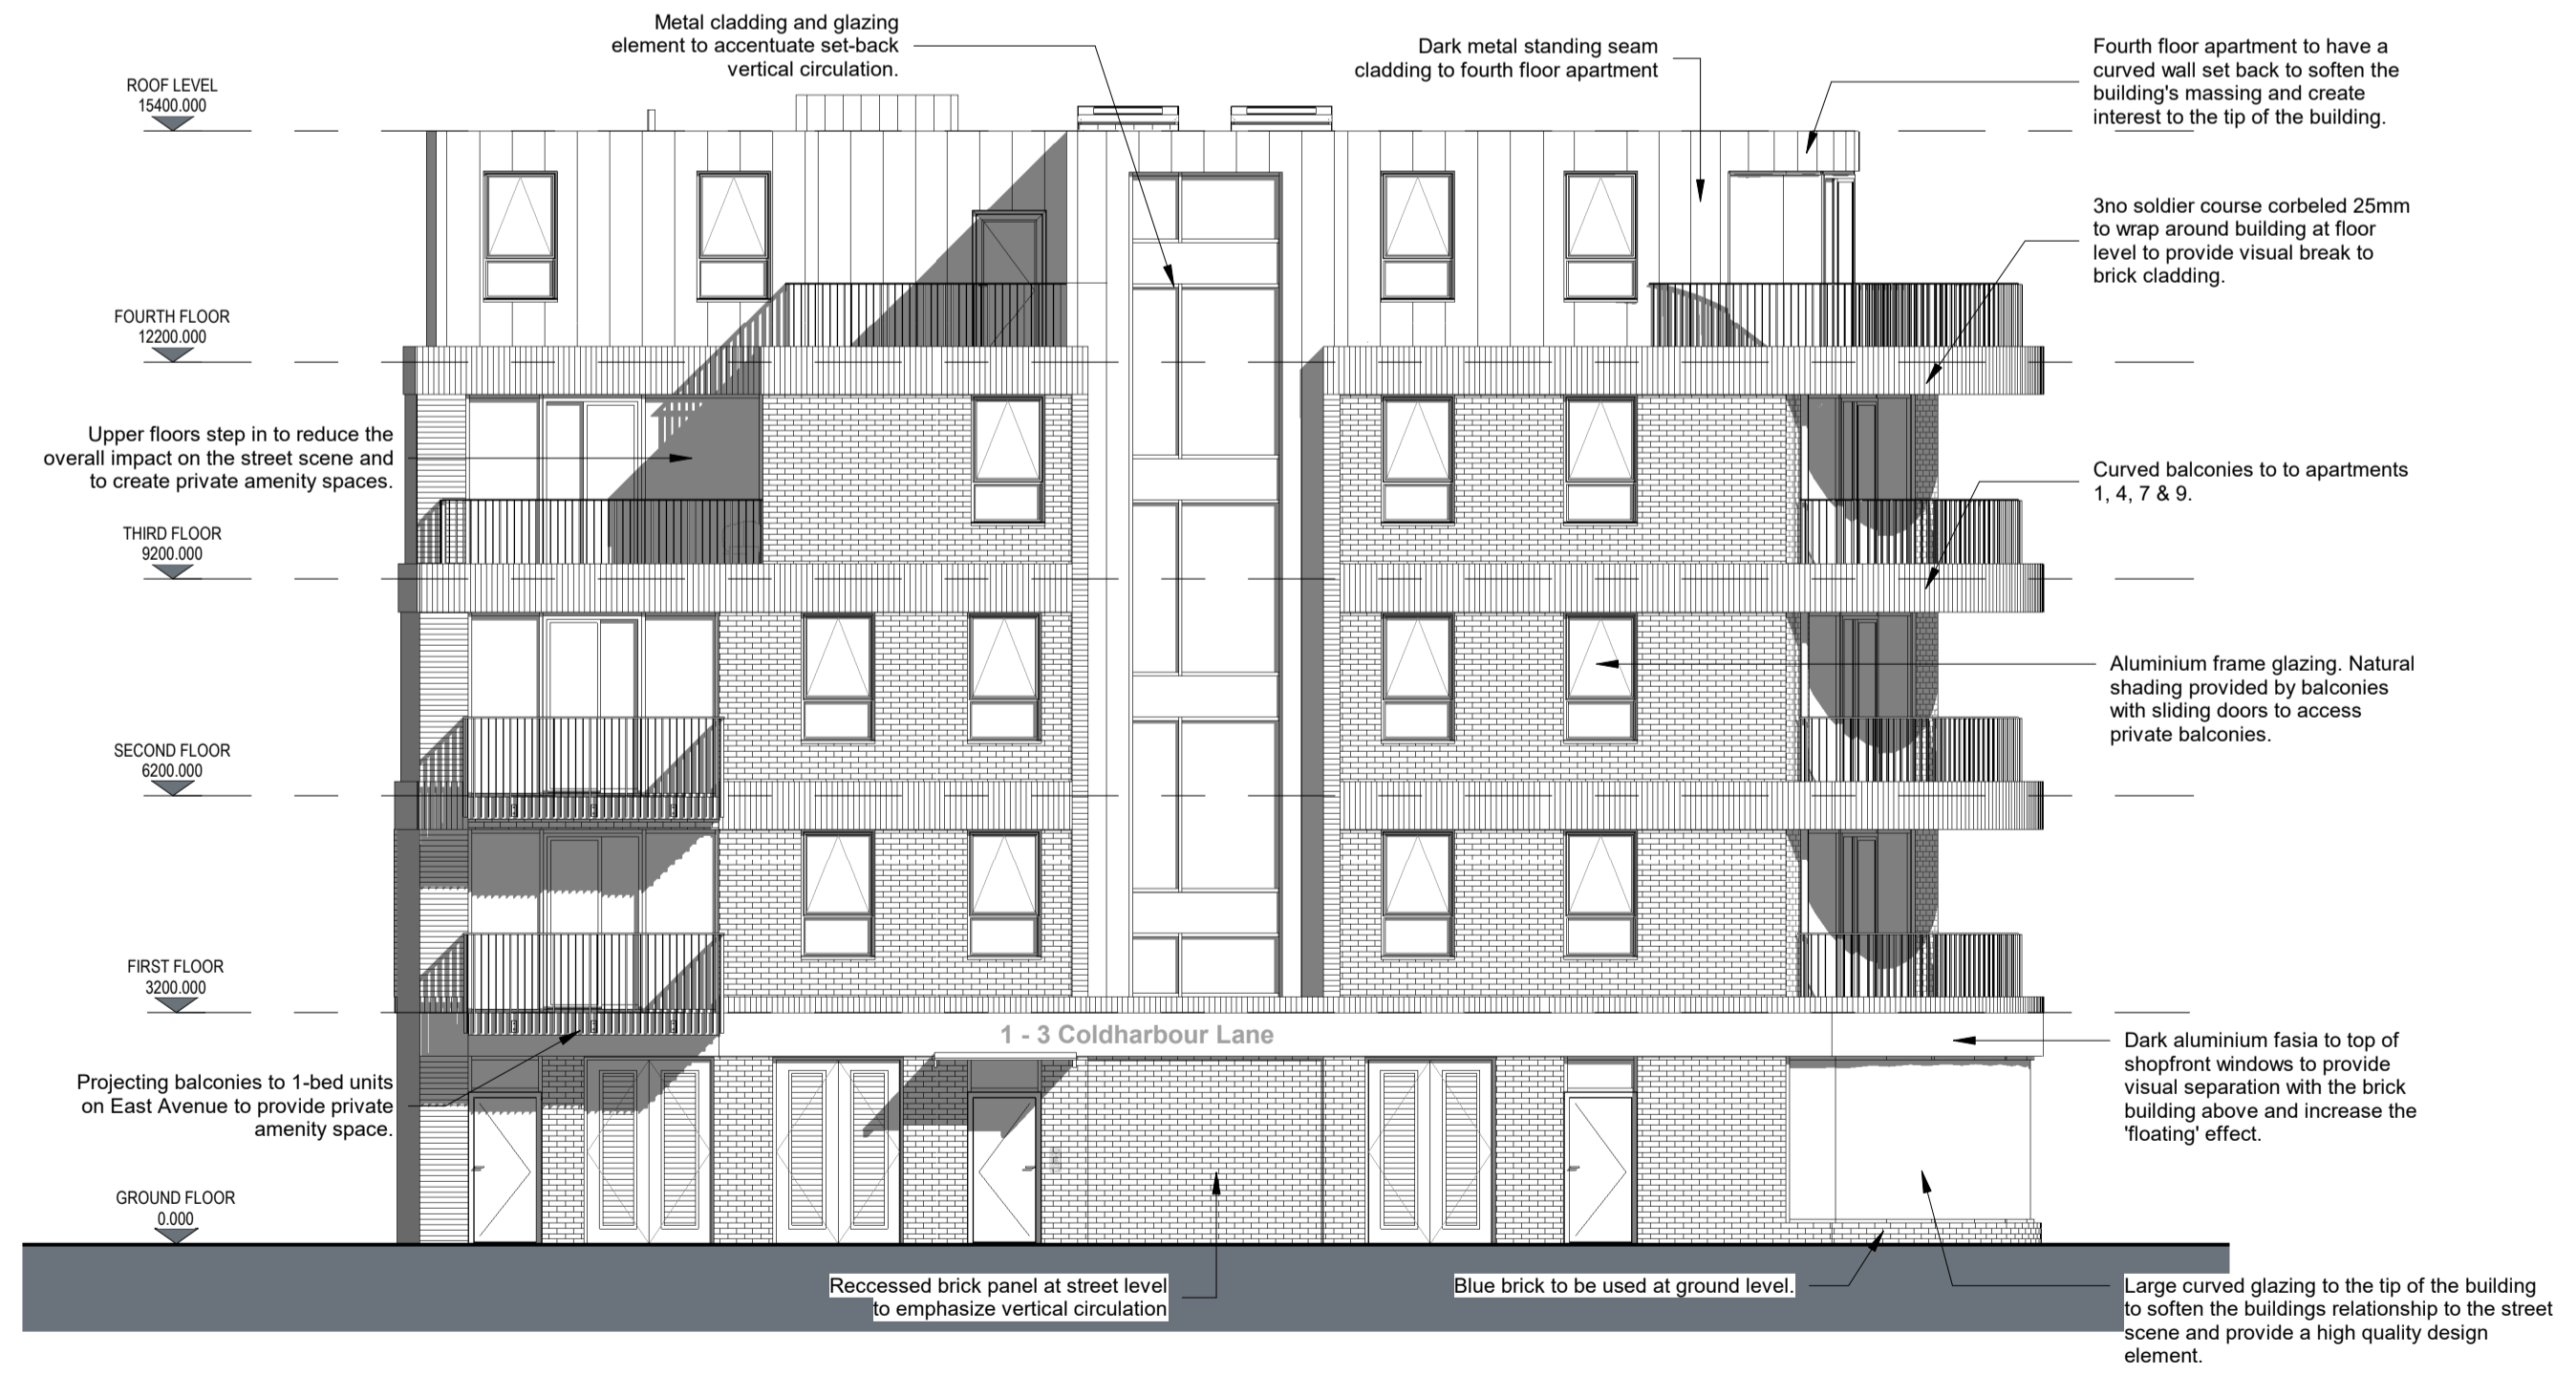 Metal cladding and glazing
element to accentuate set-back
vertical circulation.
Dark metal standing seam
cladding to fourth floor apartment
Fourth floor apartment to have a
curved wall set back to soften the
building's massing and create
interest to the tip of the building.
ROOF LEVEL
15400.000
3no soldier course corbeled 25mm
to wrap around building at floor
level to provide visual break to
brick cladding.
FOURTH FLOOR
12200.000
Upper floors step in to reduce the
overall impact on the street scene and
to create private amenity spaces.
Curved balconies to to apartments
1, 4, 7 & 9.
THIRD FLOOR
9200.000
Aluminium frame glazing. Natural
shading provided by balconies
with sliding doors to access
private balconies.
SECOND FLOOR
6200.000
FIRST FLOOR
3200.000
1 - 3 Coldharbour Lane
Dark aluminium fasia to top of
shopfront windows to provide
visual separation with the brick
building above and increase the
'floating' effect.
Projecting balconies to 1-bed units
on East Avenue to provide private
amenity space.
GROUND FLOOR
0.000
Reccessed brick panel at street level
to emphasize vertical circulation
Blue brick to be used at ground level.
Large curved glazing to the tip of the building
to soften the buildings relationship to the street
scene and provide a high quality design
element.